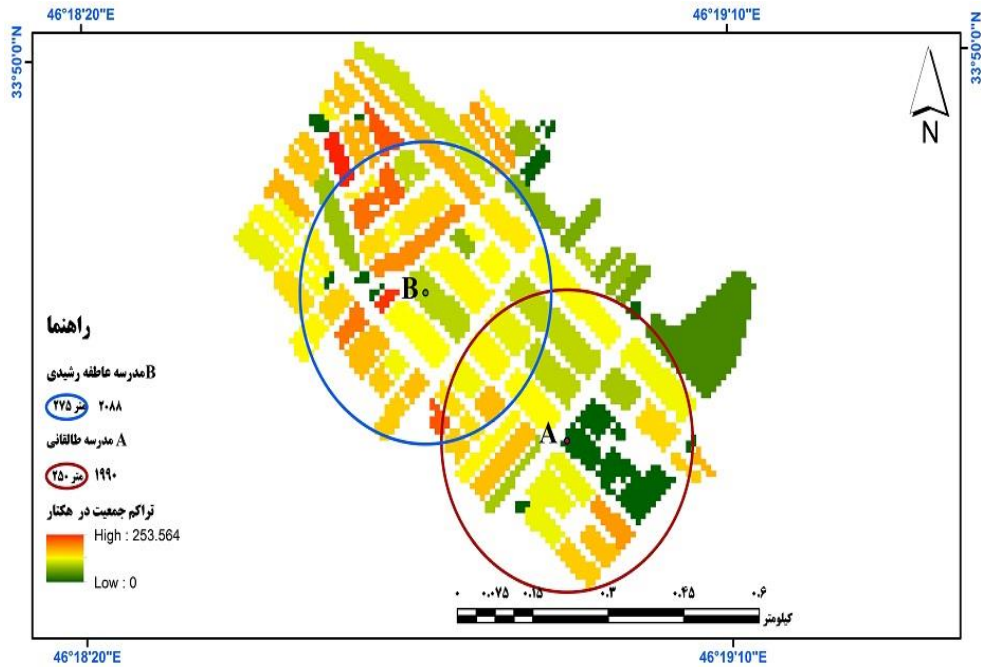 46°18'20"E
46°19'10"E
33°50'0"N
33°50'0"N
N
B
A
راهنما
Bمدرسه عاطفه رشیدی
۲۷۵ متر ۲۰۸۸
A مدرسه طالقانی
۲۵۰ متر ۱۹۹۰
تراکم جمعیت در هکتار
High : 253.564
Low : 0
۰ ۰.۰۷۵ ۰.۱۵ ۰.۳ ۰.۴۵ ۰.۶
کیلومتر
46°18'20"E
46°19'10"E